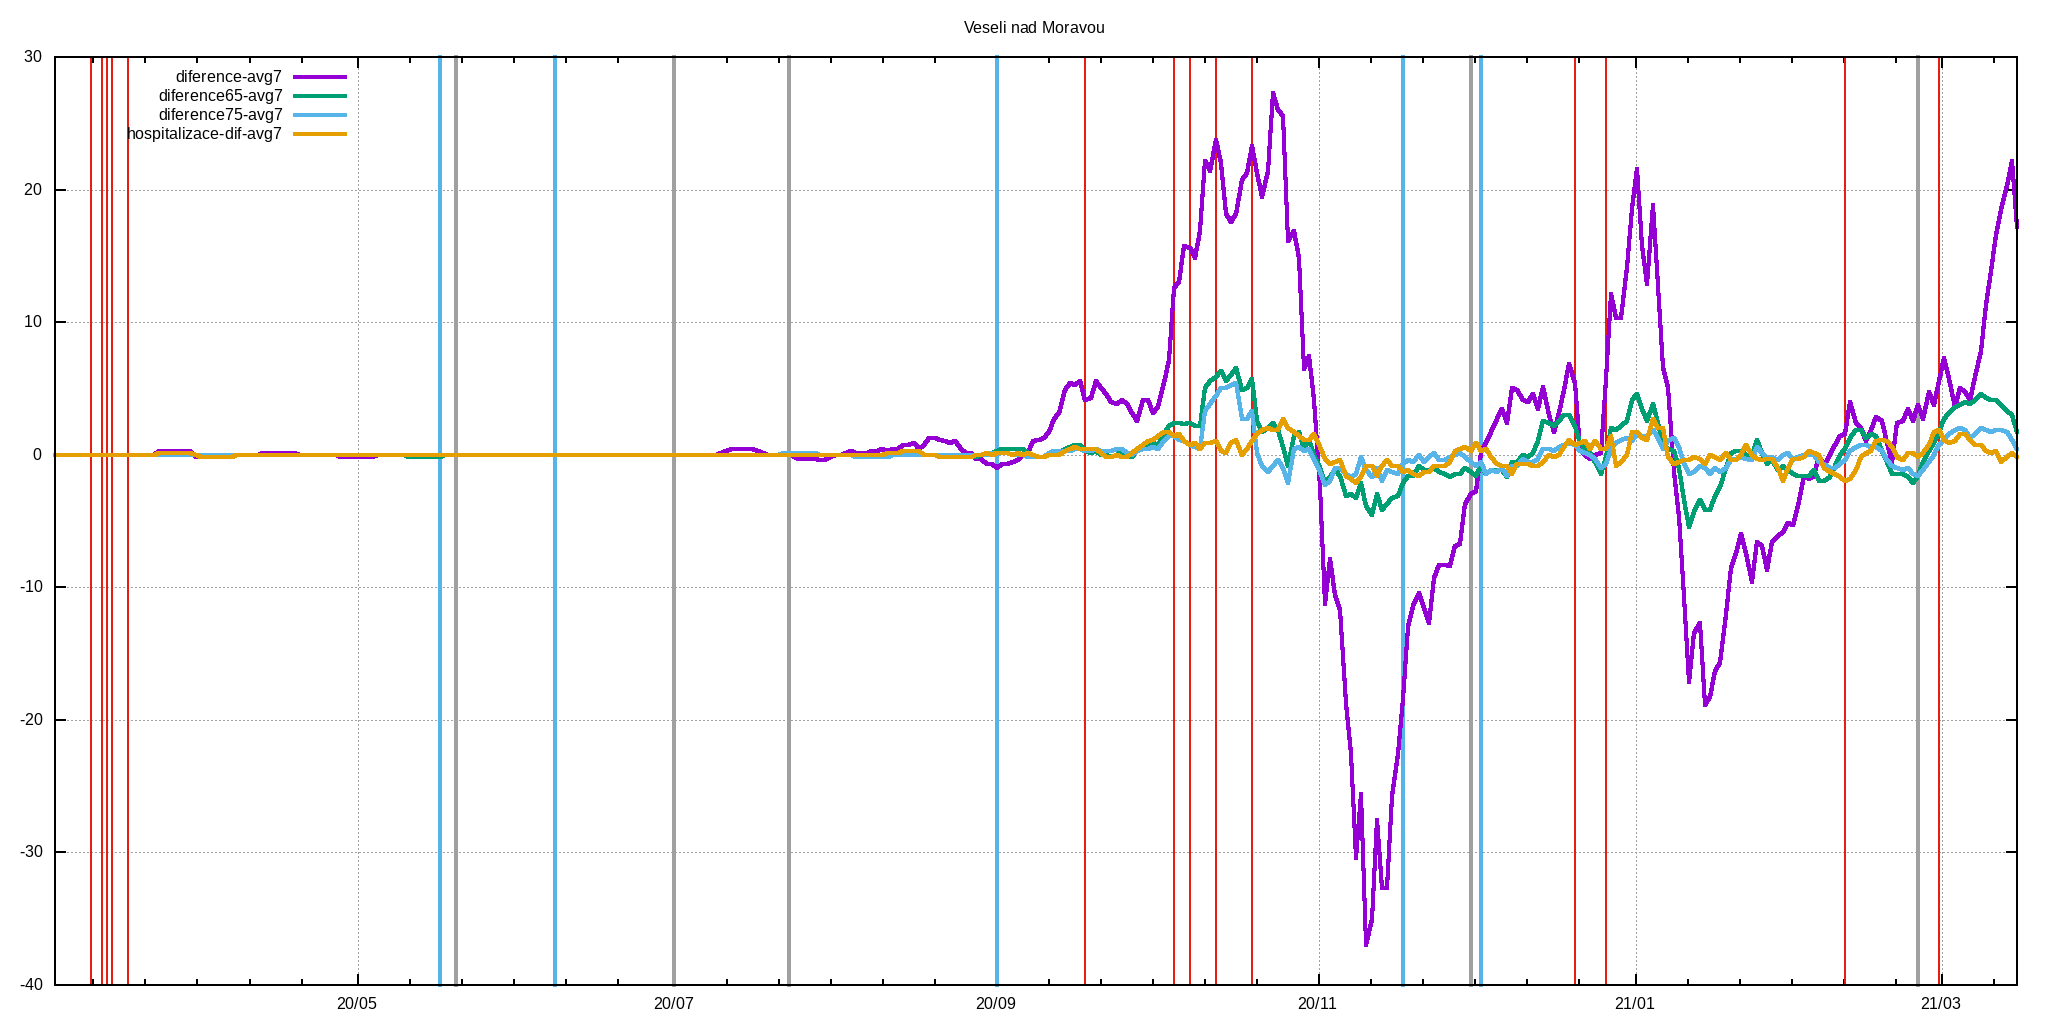 Veseli nad Moravou
30
20
10
0
-10
-20
-30
-40
diference-avg7
diference65-avg7
diference75-avg7
hospitalizace-dif-avg7
20/05
20/07
20/09
20/11
21/01
21/03